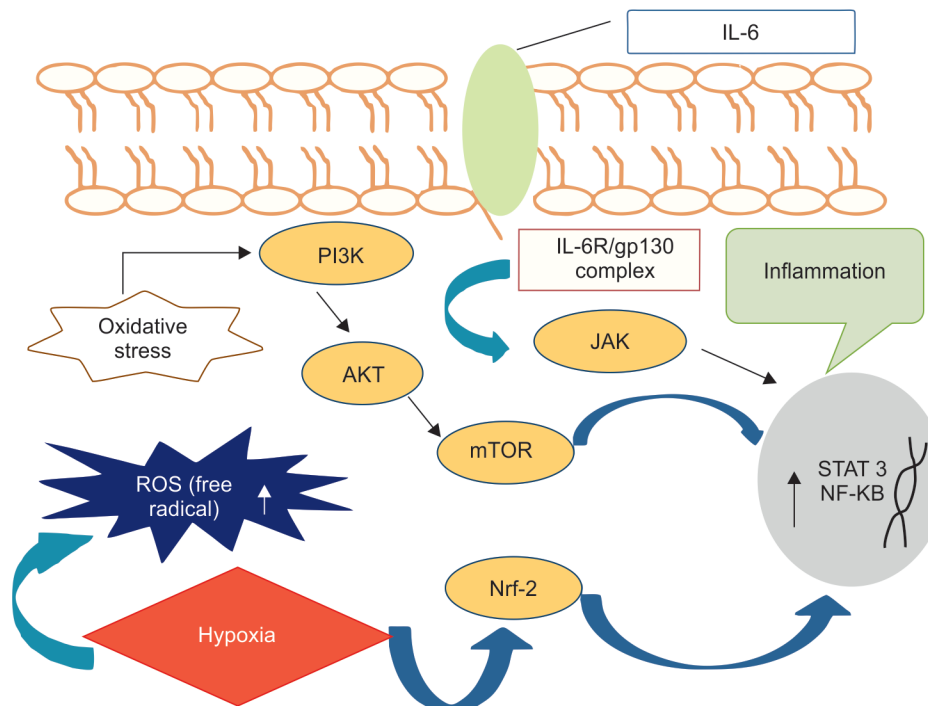 IL-6
PI3K
IL-6R/gp130
complex
Inflammation
Oxidative
stress
JAK
AKT
mTOR
STAT 3
NF-KB
ROS (free
radical)
Nrf-2
Hypoxia